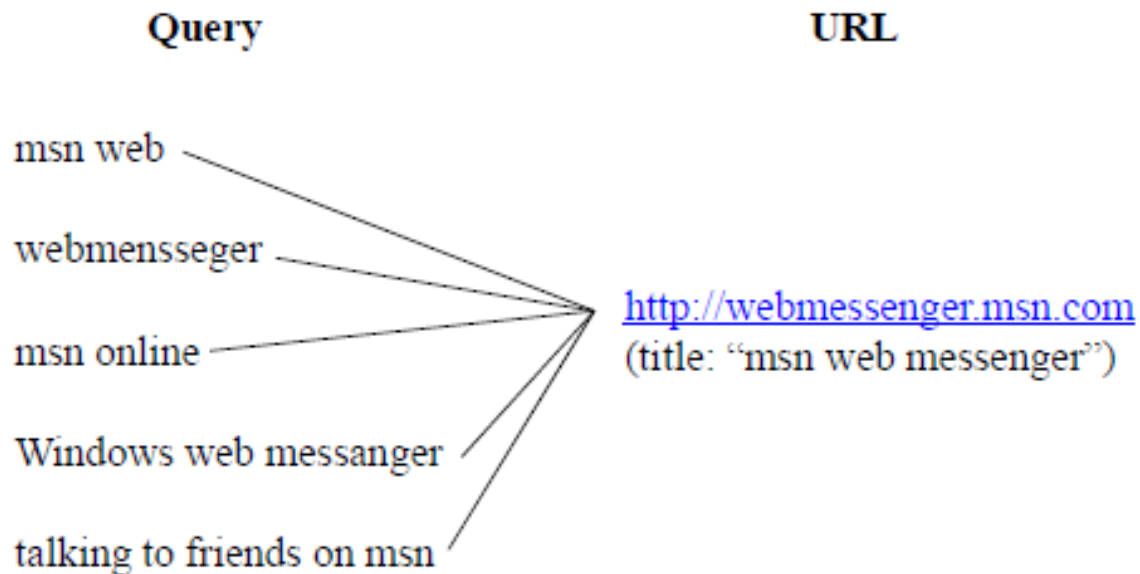 Query URL
msn web
webmensseger
http://webmessenger.msn.com
msn online
(title: “msn web messenger”)
Windows web messanger
talking to friends on msn